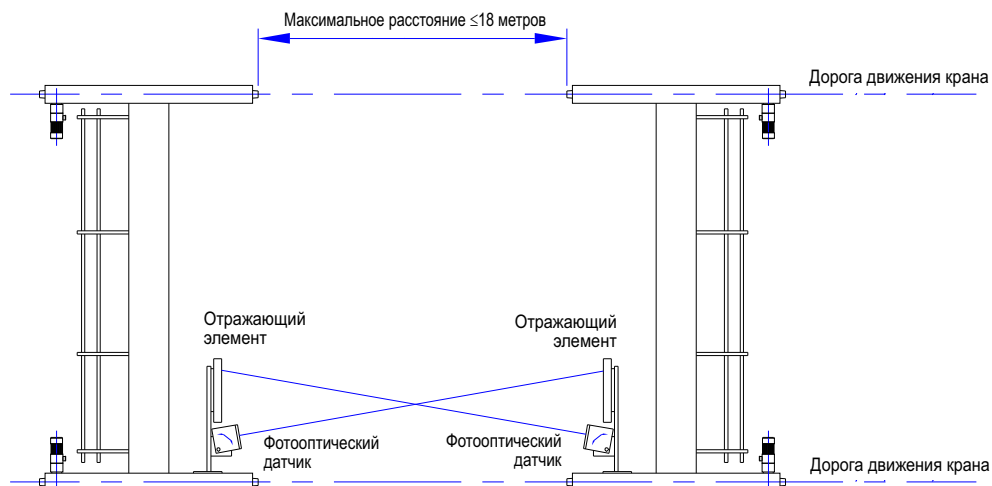 Максимальное расстояние ≤18 метров
Дорога движения крана
Отражающий
элемент
Отражающий
элемент
Фотооптический
датчик
Фотооптический
датчик
Дорога движения крана